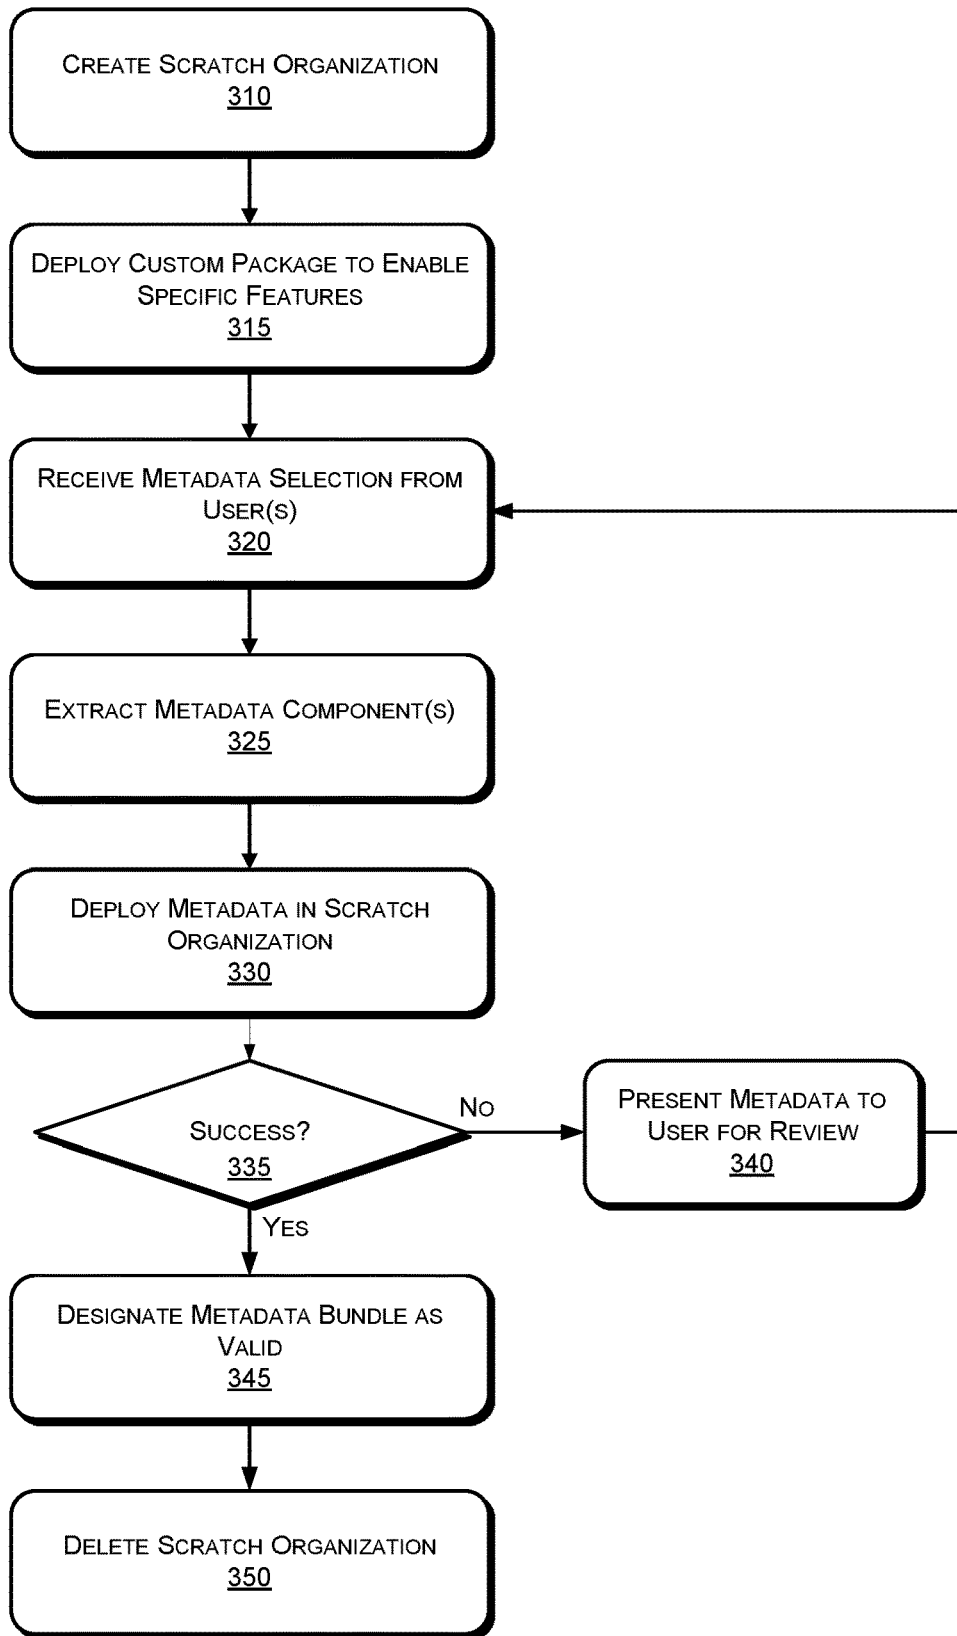 CREATE SCRATCH ORGANIZATION
310
DEPLOY CUSTOM PACKAGE TO ENABLE
SPECIFIC FEATURES
315
RECEIVE METADATA SELECTION FROM
USER(S)
320
EXTRACT METADATA COMPONENT(S)
325
DEPLOY METADATA IN SCRATCH
ORGANIZATION
330
SUCCESS?
335
NO
PRESENT METADATA TO
USER FOR REVIEW
340
YES
DESIGNATE METADATA BUNDLE AS
VALID
345
DELETE SCRATCH ORGANIZATION
350